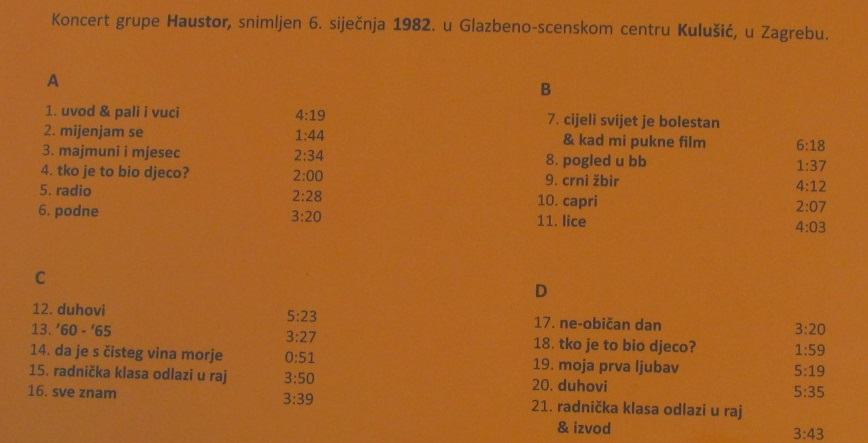 Koncert grupe Haustor, snimljen 6. siječnja 1982. u Glazbeno-scenskom centru Kulušić, u Zagrebu.
A
1. uvod & pali i vuci 4:19
2. mijenjam se 1:44
3. majmuni i mjesec 2:34
4. tko je to bio djeco? 2:00
5. radio 2:28
6. podne 3:20
B
7. cijeli svijet je bolestan
& kad mi pukne film 6:18
8. pogled u bb 1:37
9. crni žbir 4:12
10. capri 2:07
11. lice 4:03
C
12. duhovi 5:23
13. '60 - '65 3:27
14. da je s čisteg vina morje 0:51
15. radnička klasa odlazi u raj 3:50
16. sve znam 3:39
D
17. ne-običan dan 3:20
18. tko je to bio djeco? 1:59
19. moja prva ljubav 5:19
20. duhovi 5:35
21. radnička klasa odlazi u raj
& izvod 3:43